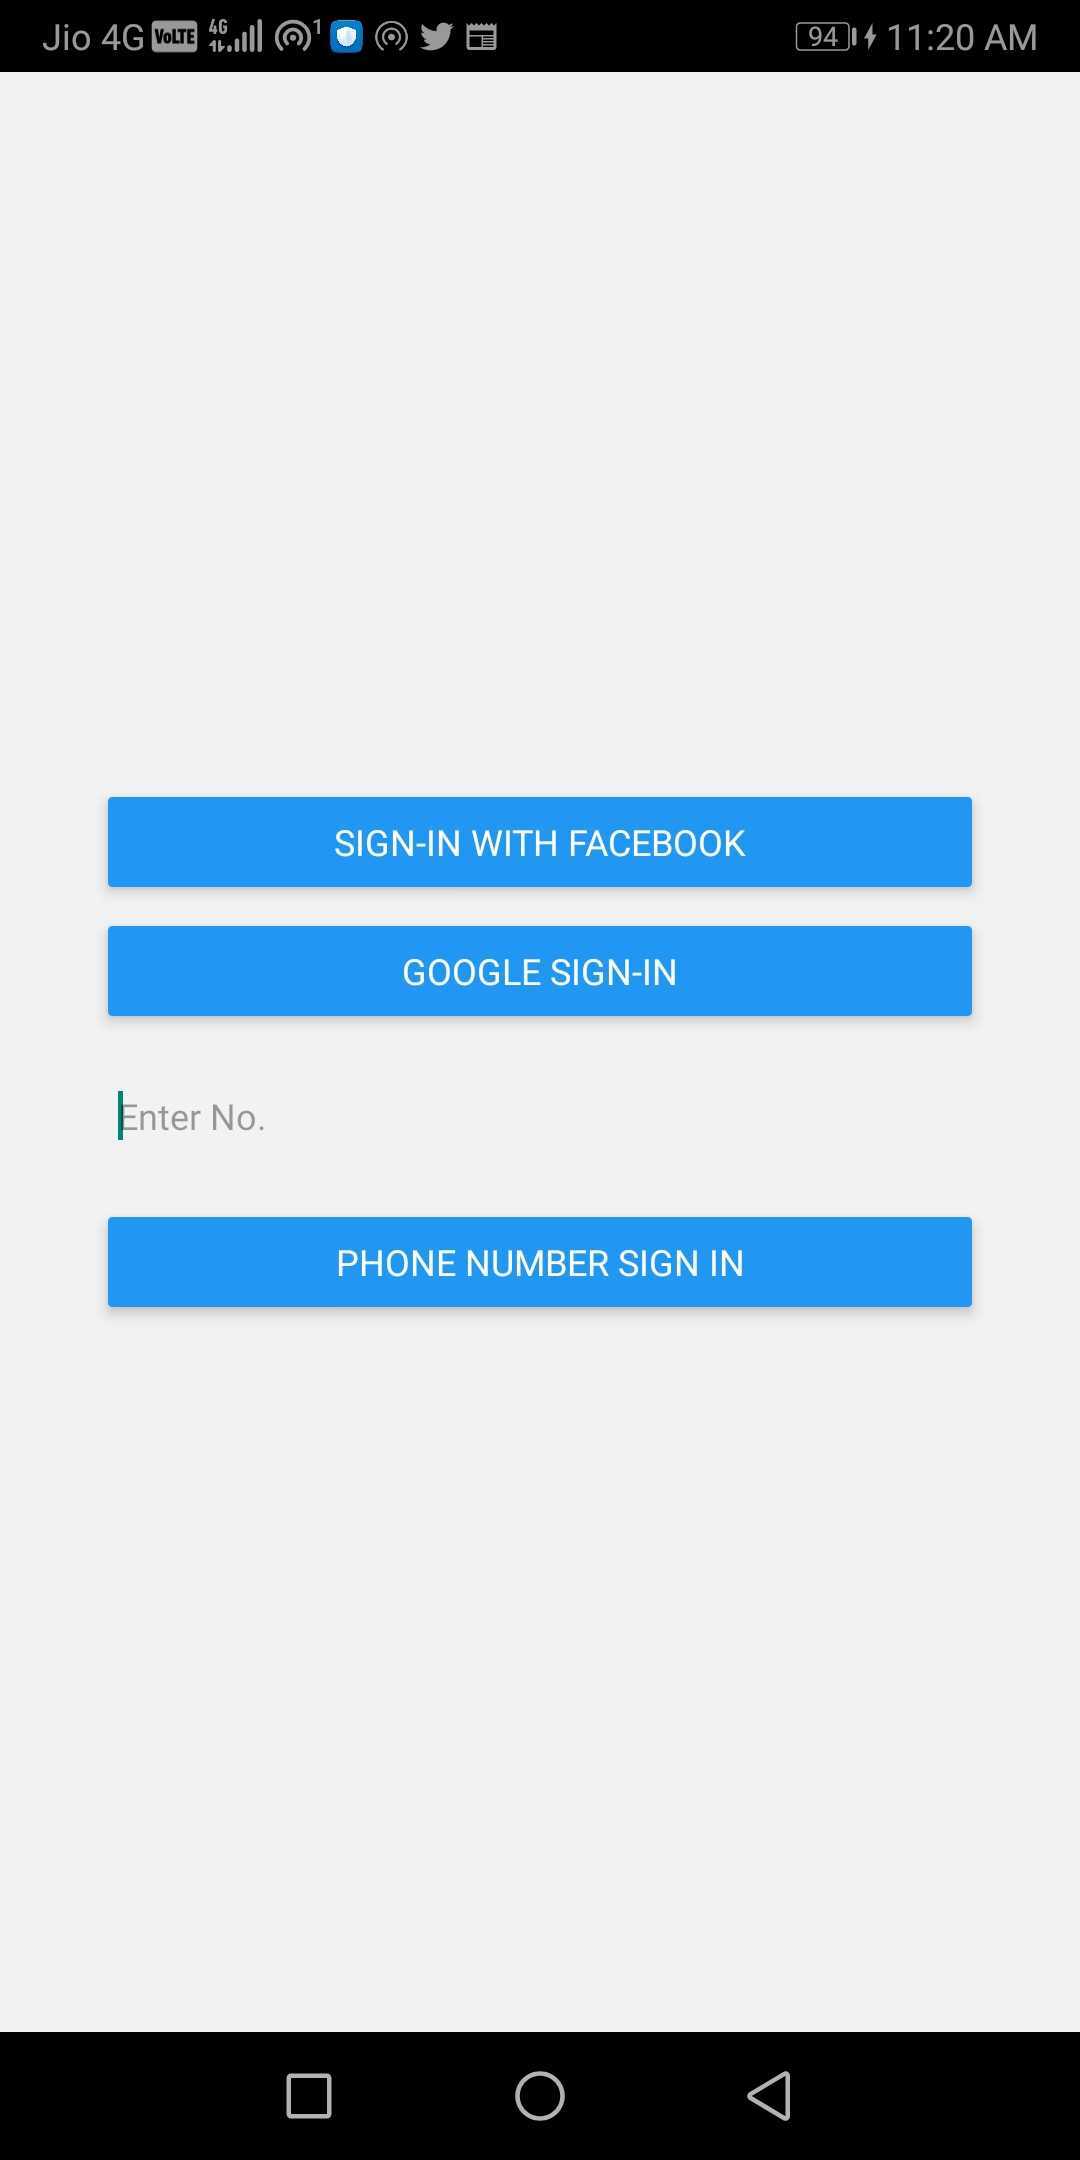 Jio 4G VoLTE 4G 1 94 11:20 AM
SIGN-IN WITH FACEBOOK
GOOGLE SIGN-IN
Enter No.
PHONE NUMBER SIGN IN